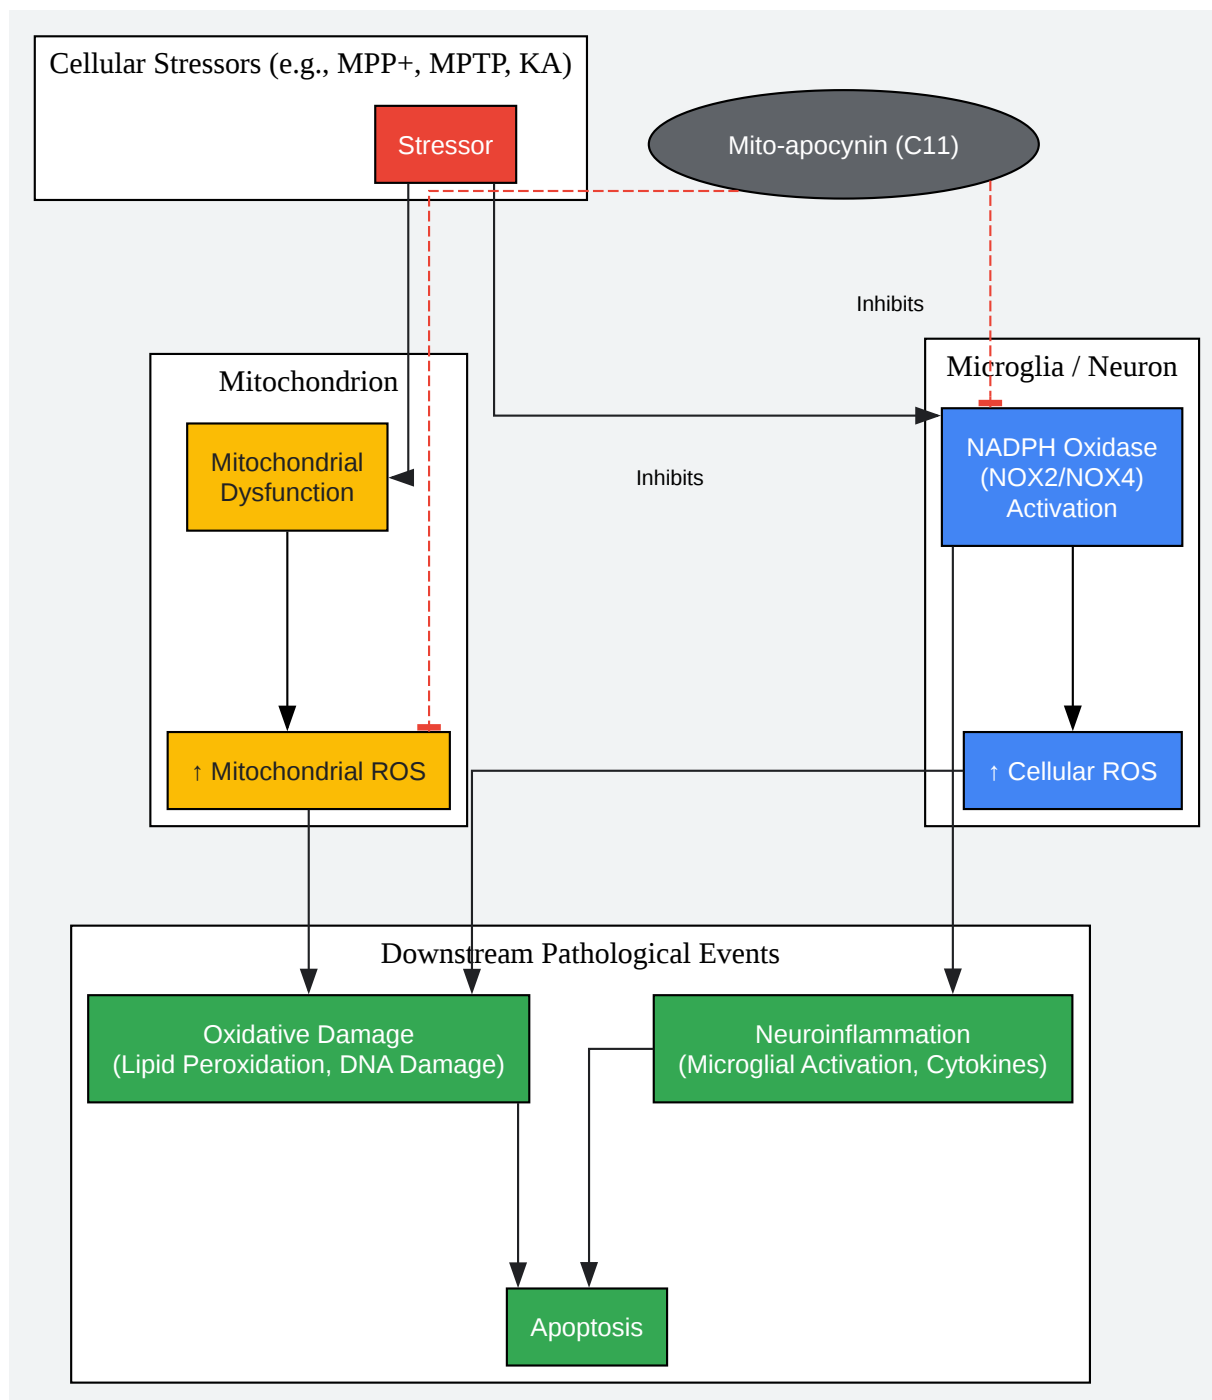 Cellular Stressors (e.g., MPP+, MPTP, KA)
Stressor
Mito-apocynin (C11)
Inhibits
Mitochondrion
Microglia / Neuron
Mitochondrial
Dysfunction
Inhibits
NADPH Oxidase
(NOX2/NOX4)
Activation
↑ Mitochondrial ROS
↑ Cellular ROS
Downstream Pathological Events
Oxidative Damage
(Lipid Peroxidation, DNA Damage)
Neuroinflammation
(Microglial Activation, Cytokines)
Apoptosis